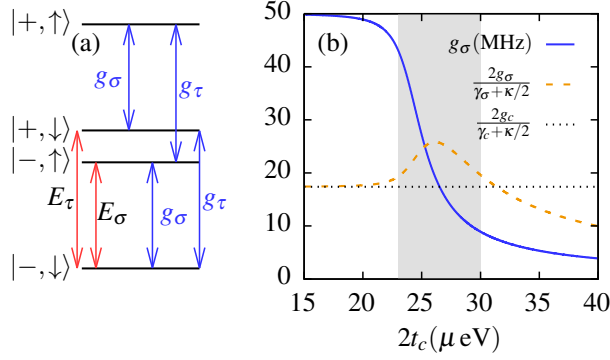 |+,↑⟩ (a)
g_σ
g_τ
|+,↓⟩
|−,↑⟩
E_τ
E_σ
g_σ
g_τ
|−,↓⟩
(b)
g_σ(MHz)
2g_σ/(γ_σ+κ/2)
2g_c/(γ_c+κ/2)
50
40
30
20
10
0
15 20 25 30 35 40
2t_c(μ eV)